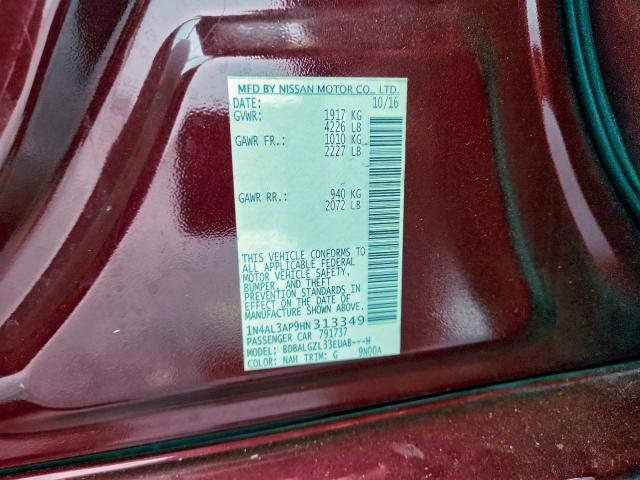 MFD BY NISSAN MOTOR CO., LTD.
DATE: 10/16
GVWR: 1917 KG
4226 LB
GAWR FR.: 1010 KG
2227 LB
GAWR RR.: 940 KG
2072 LB
THIS VEHICLE CONFORMS TO
ALL APPLICABLE FEDERAL
MOTOR VEHICLE SAFETY,
BUMPER, AND THEFT
PREVENTION STANDARDS IN
EFFECT ON THE DATE OF
MANUFACTURE SHOWN ABOVE.
1N4AL3AP9HN313349
PASSENGER CAR 791737
MODEL: BDBALGZL33EUAB---H
COLOR: NAH TRIM: G 9N00A